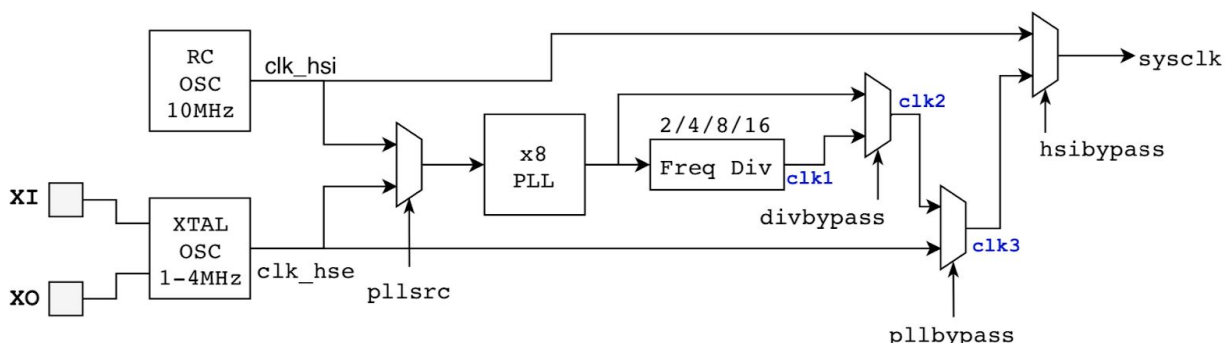 RC
OSC
10MHz
clk_hsi
sysclk
clk2
2/4/8/16
x8
PLL
Freq Div
clk1
hsibypass
XI
XTAL
OSC
1-4MHz
divbypass
clk_hse
clk3
pllsrc
XO
pllbypass